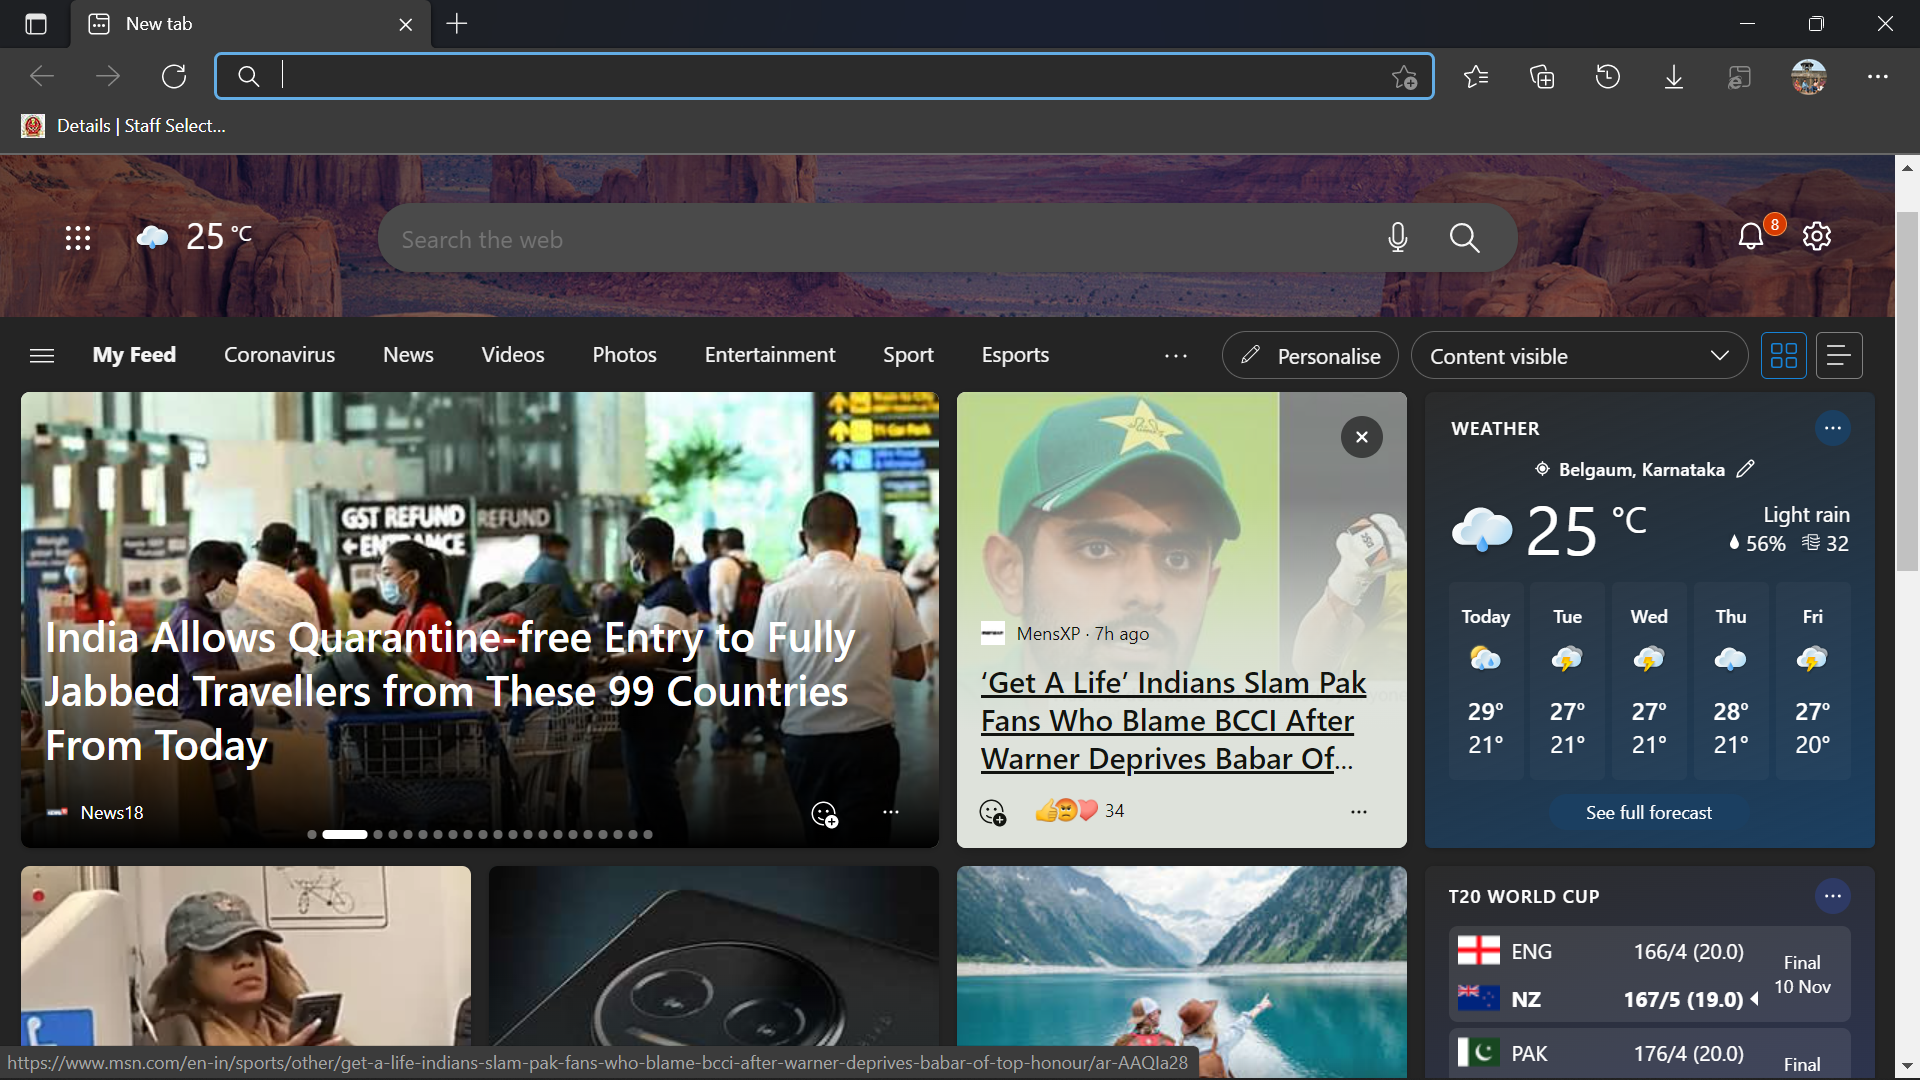 New tab
Details | Staff Select...
25 °C
Search the web
8
My Feed
Coronavirus
News
Videos
Photos
Entertainment
Sport
Esports
Personalise
Content visible
GST REFUND
REFUND
ENTRANCE
India Allows Quarantine-free Entry to Fully
Jabbed Travellers from These 99 Countries
From Today
News18
MensXP · 7h ago
‘Get A Life’ Indians Slam Pak
Fans Who Blame BCCI After
Warner Deprives Babar Of...
34
WEATHER
Belgaum, Karnataka
25 °C
Light rain
56% 32
Today Tue Wed Thu Fri
29° 27° 27° 28° 27°
21° 21° 21° 21° 20°
See full forecast
T20 WORLD CUP
ENG 166/4 (20.0)
NZ 167/5 (19.0)
Final
10 Nov
PAK 176/4 (20.0)
Final
https://www.msn.com/en-in/sports/other/get-a-life-indians-slam-pak-fans-who-blame-bcci-after-warner-deprives-babar-of-top-honour/ar-AAQIa28